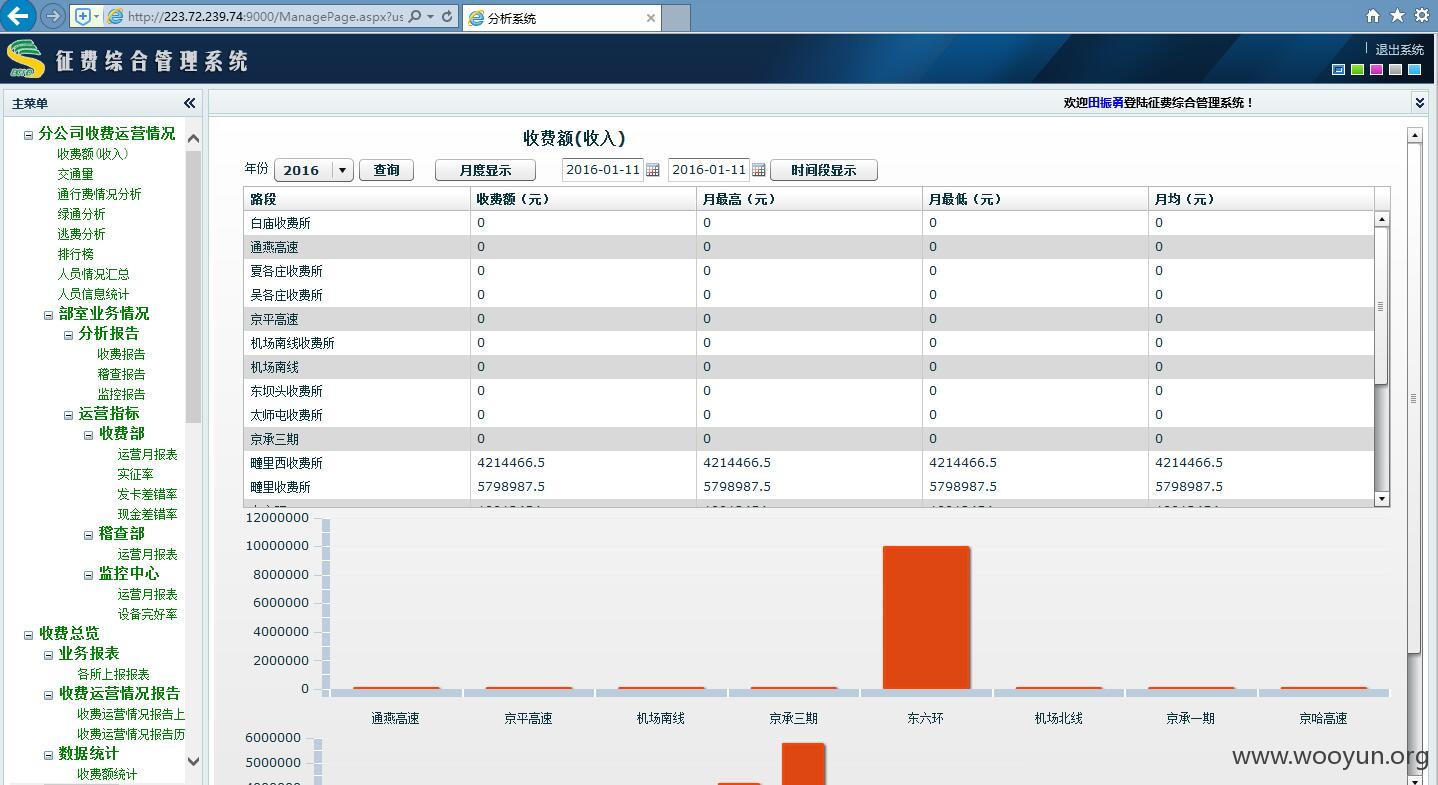 http://223.72.239.74:9000/ManagePage.aspx?us
分析系统
征费综合管理系统
退出系统
主菜单
欢迎田振勇登陆征费综合管理系统！
分公司收费运营情况
收费额(收入)
交通量
通行费情况分析
绿通分析
逃费分析
排行榜
人员情况汇总
人员信息统计
部室业务情况
分析报告
收费报告
稽查报告
监控报告
运营指标
收费部
运营月报表
实征率
发卡差错率
现金差错率
稽查部
运营月报表
监控中心
运营月报表
设备完好率
收费总览
业务报表
各所上报报表
收费运营情况报告
收费运营情况报告上
收费运营情况报告历
数据统计
收费额统计
收费额(收入)
年份 2016 查询 月度显示 2016-01-11 2016-01-11 时间段显示
路段 收费额（元） 月最高（元） 月最低（元） 月均（元）
白庙收费所 0 0 0 0
通燕高速 0 0 0 0
夏各庄收费所 0 0 0 0
吴各庄收费所 0 0 0 0
京平高速 0 0 0 0
机场南线收费所 0 0 0 0
机场南线 0 0 0 0
东坝头收费所 0 0 0 0
太师屯收费所 0 0 0 0
京承三期 0 0 0 0
疃里西收费所 4214466.5 4214466.5 4214466.5 4214466.5
疃里收费所 5798987.5 5798987.5 5798987.5 5798987.5
12000000
10000000
8000000
6000000
4000000
2000000
0
通燕高速 京平高速 机场南线 京承三期 东六环 机场北线 京承一期 京哈高速
6000000
5000000
www.wooyun.org